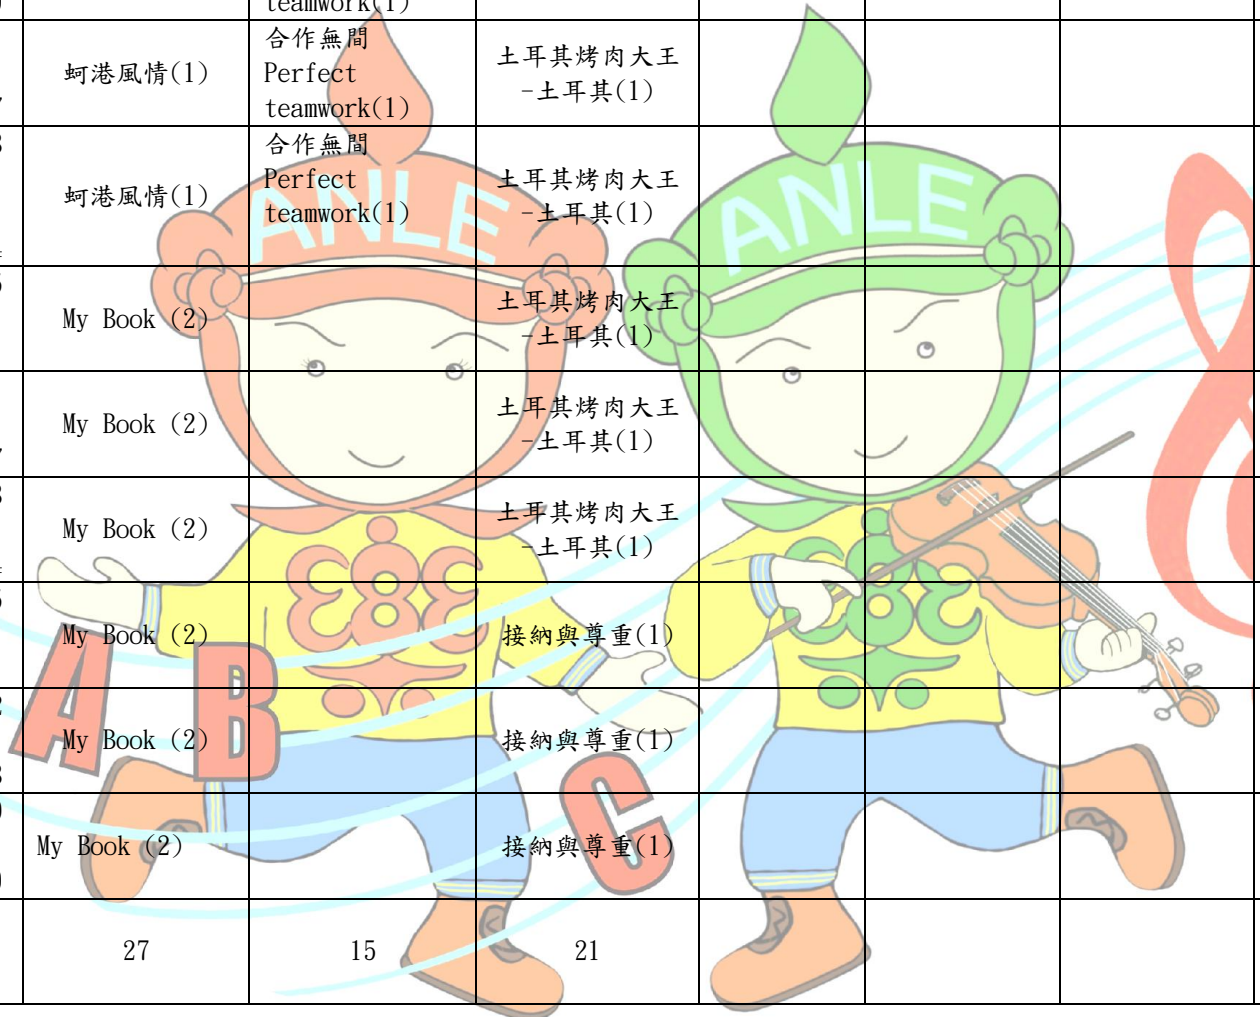 teamwork(1)
蚵港風情(1)
合作無間
Perfect
teamwork(1)
土耳其烤肉大王
-土耳其(1)
蚵港風情(1)
合作無間
Perfect
teamwork(1)
土耳其烤肉大王
-土耳其(1)
ANLE
ANLE
My Book (2)
土耳其烤肉大王
-土耳其(1)
My Book (2)
土耳其烤肉大王
-土耳其(1)
My Book (2)
土耳其烤肉大王
-土耳其(1)
My Book (2)
接納與尊重(1)
A B
My Book (2)
接納與尊重(1)
C
My Book (2)
接納與尊重(1)
27
15
21